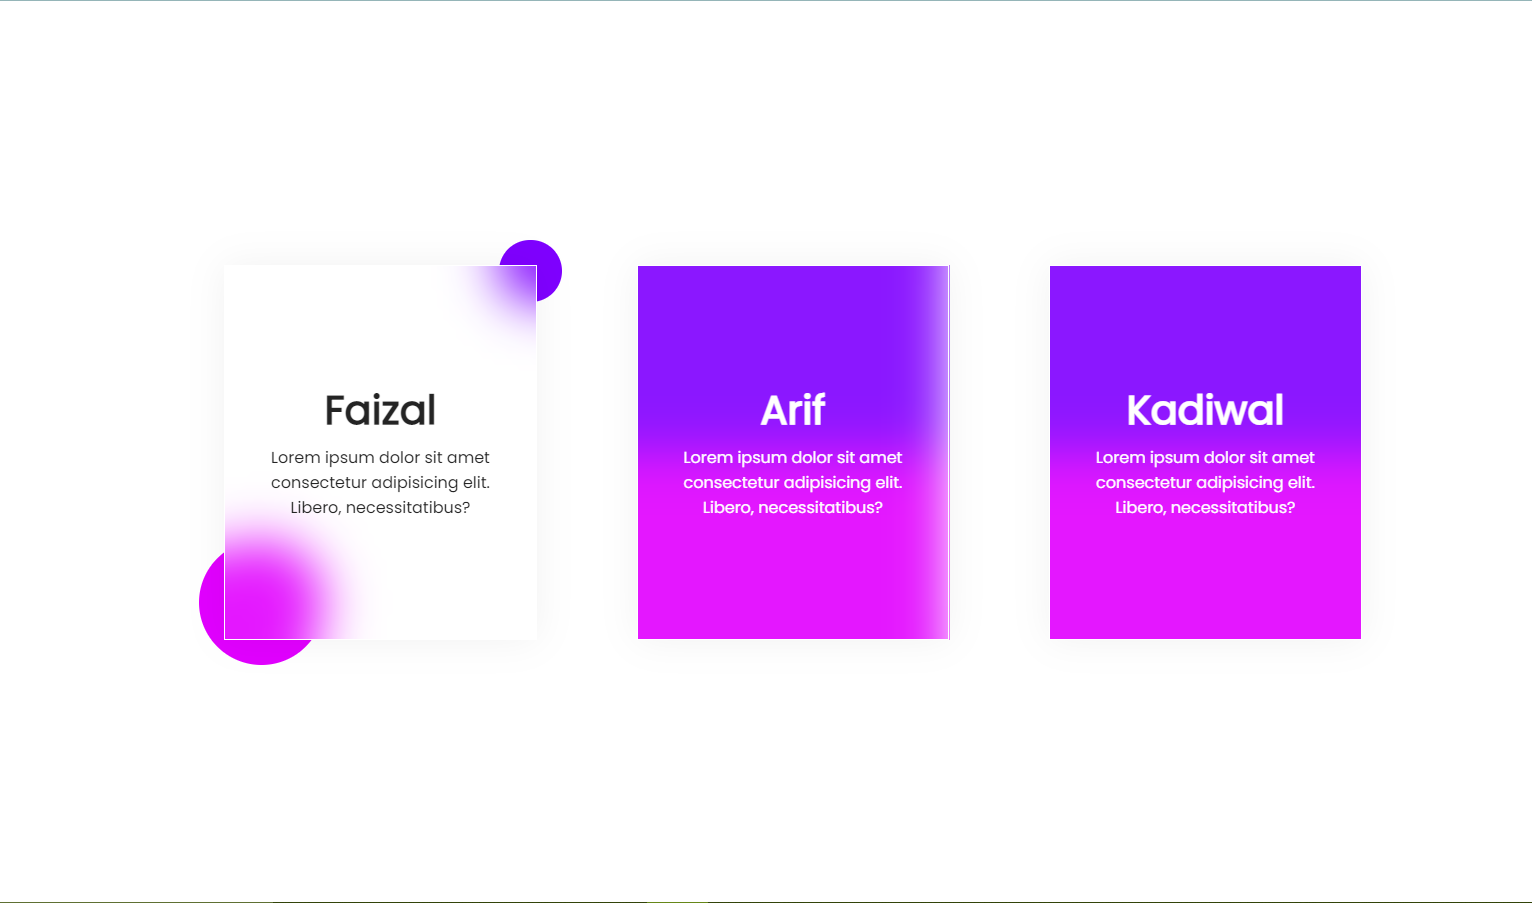 Faizal
Lorem ipsum dolor sit amet
consectetur adipisicing elit.
Libero, necessitatibus?
Arif
Lorem ipsum dolor sit amet
consectetur adipisicing elit.
Libero, necessitatibus?
Kadiwal
Lorem ipsum dolor sit amet
consectetur adipisicing elit.
Libero, necessitatibus?